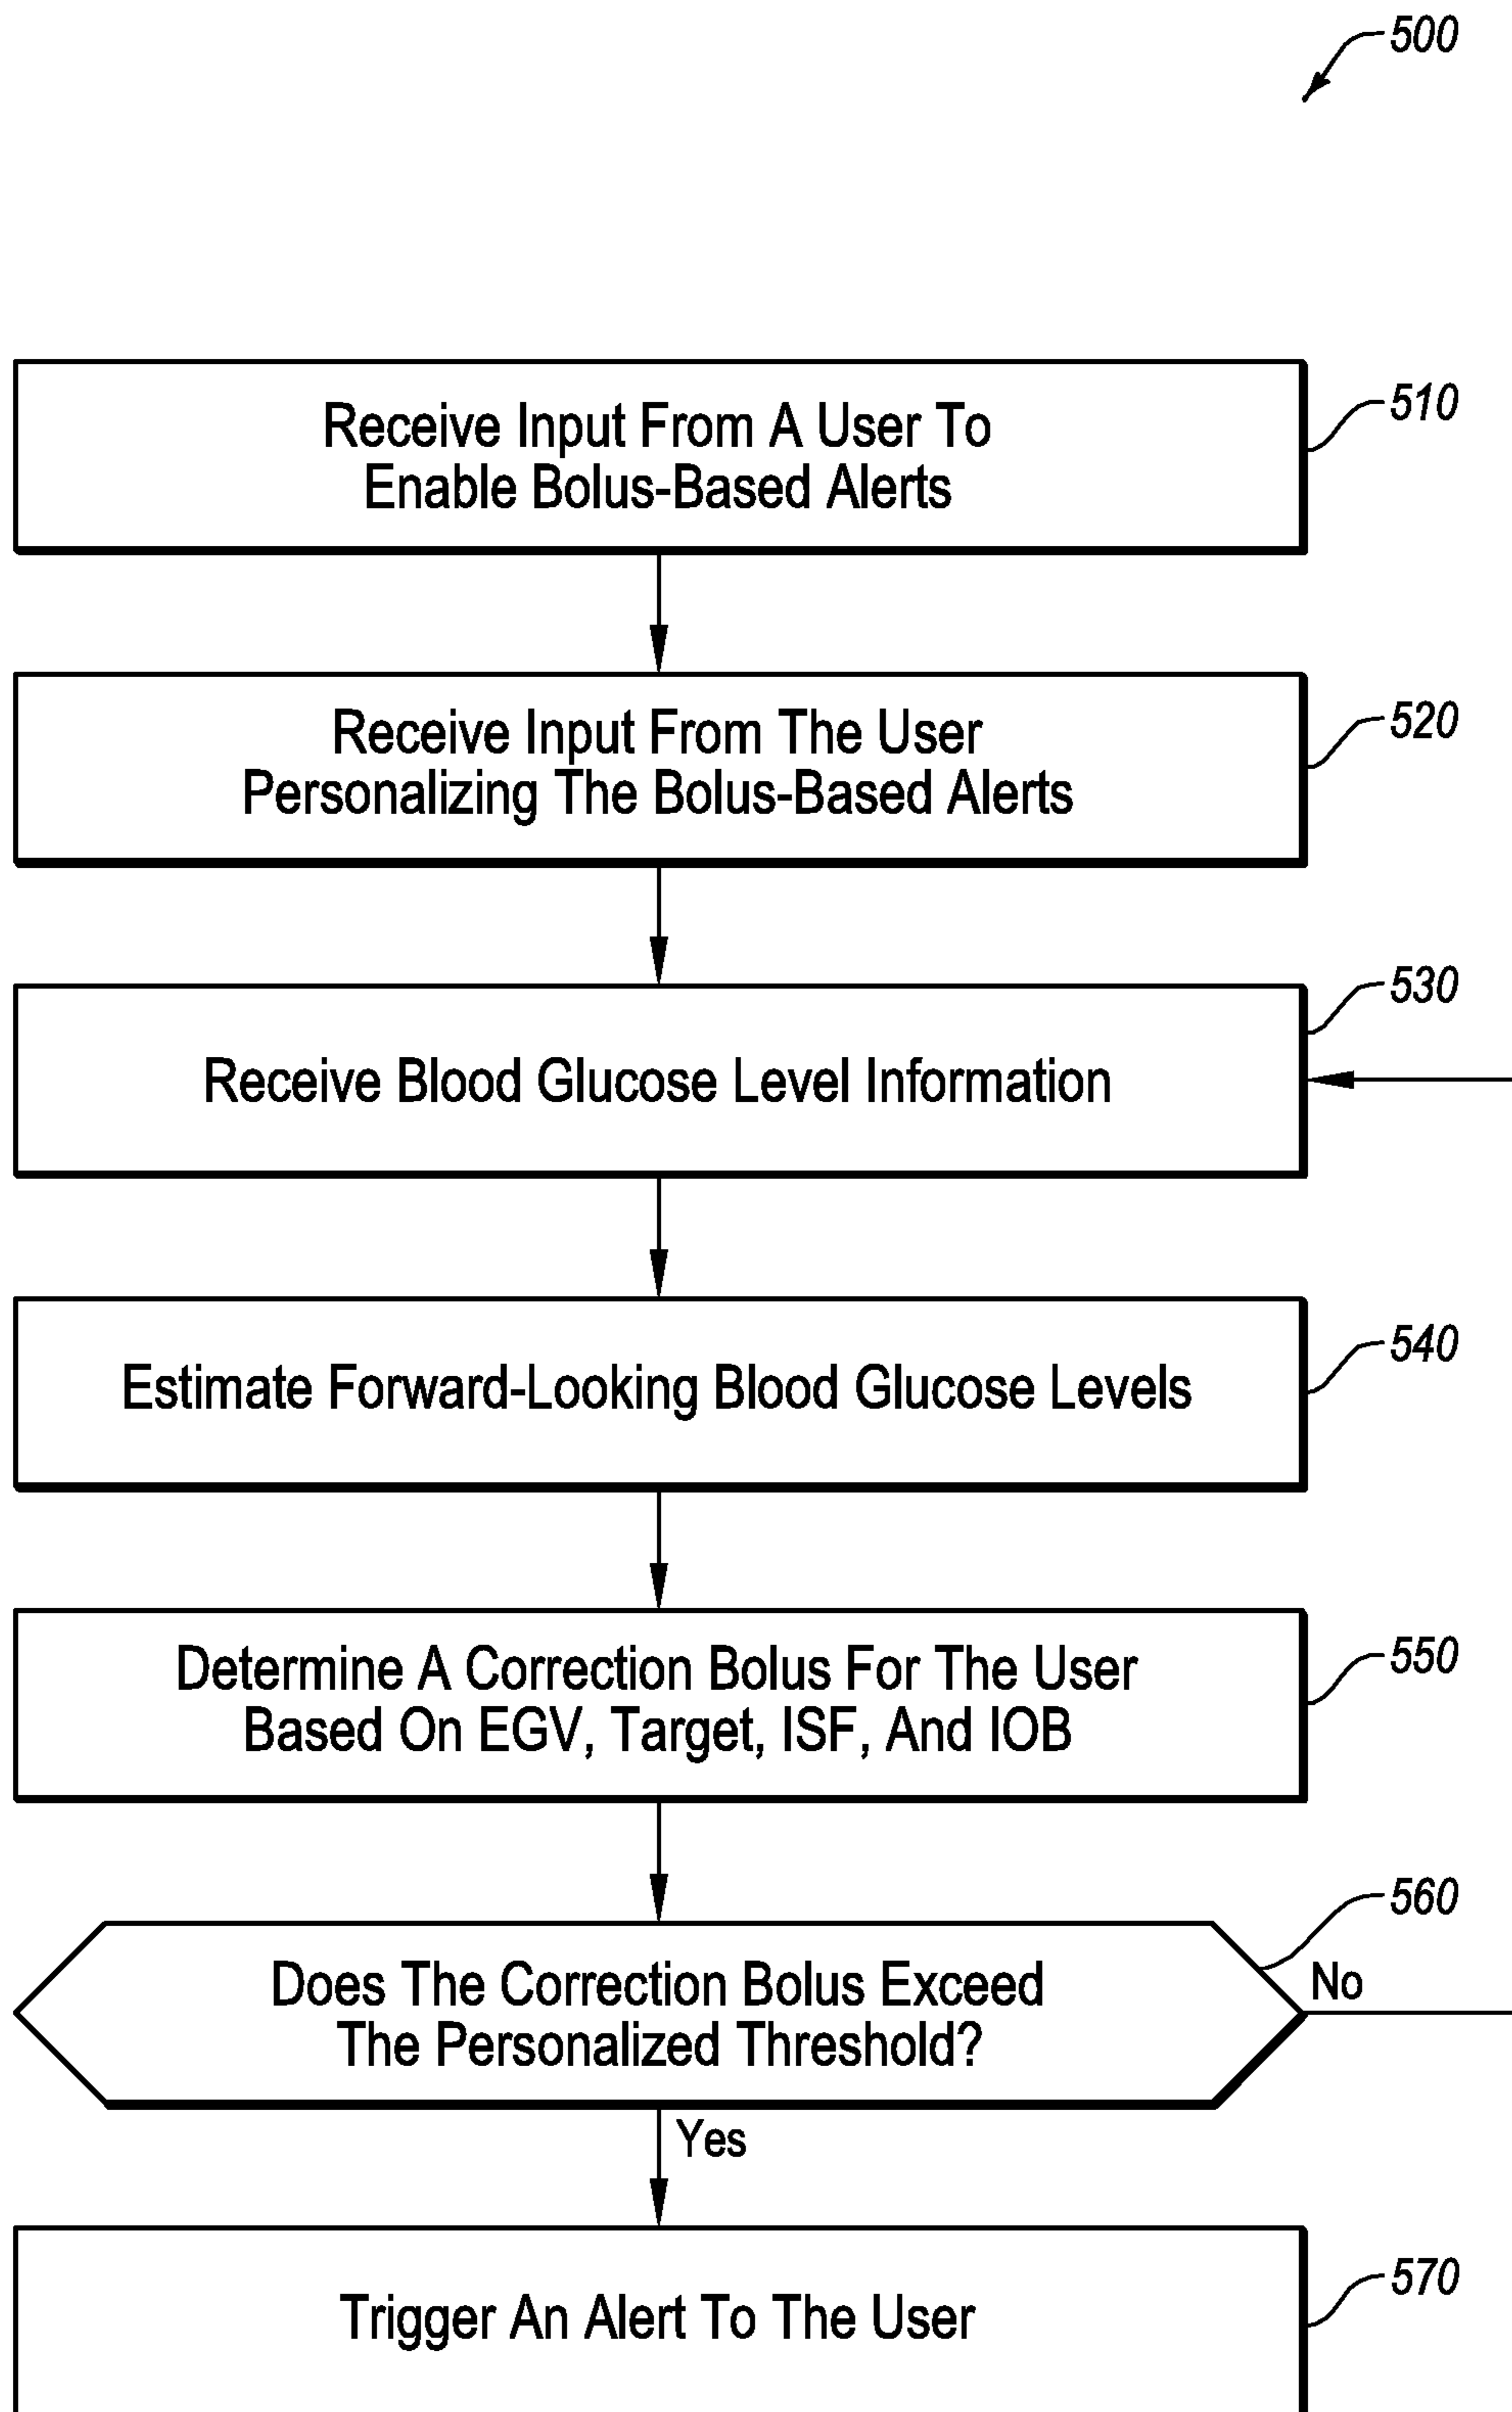 500
Receive Input From A User To
Enable Bolus-Based Alerts
510
Receive Input From The User
Personalizing The Bolus-Based Alerts
520
Receive Blood Glucose Level Information
530
Estimate Forward-Looking Blood Glucose Levels
540
Determine A Correction Bolus For The User
Based On EGV, Target, ISF, And IOB
550
Does The Correction Bolus Exceed
The Personalized Threshold?
560
No
Yes
Trigger An Alert To The User
570